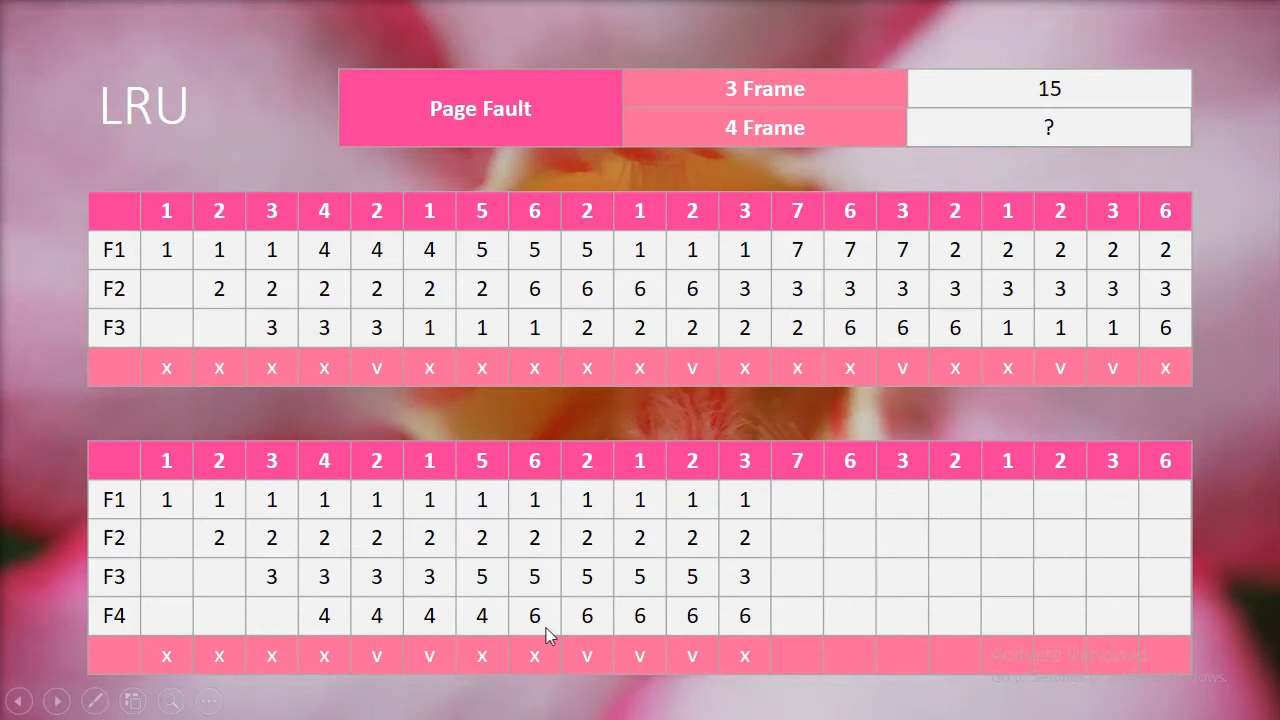 LRU
Page Fault
3 Frame 15
4 Frame ?
1 2 3 4 2 1 5 6 2 1 2 3 7 6 3 2 1 2 3 6
F1 1 1 1 4 4 4 5 5 5 1 1 1 7 7 7 2 2 2 2 2
F2 2 2 2 2 2 2 6 6 6 6 3 3 3 3 3 3 3 3 3
F3 3 3 3 1 1 1 2 2 2 2 2 6 6 6 1 1 1 6
x x x x v x x x x x v x x x v x x v v x
1 2 3 4 2 1 5 6 2 1 2 3 7 6 3 2 1 2 3 6
F1 1 1 1 1 1 1 1 1 1 1 1 1
F2 2 2 2 2 2 2 2 2 2 2 2
F3 3 3 3 3 5 5 5 5 5 3
F4 4 4 4 4 6 6 6 6 6
x x x x v v x x v v v x
Activate Windows
Go to Settings to activate Windows.